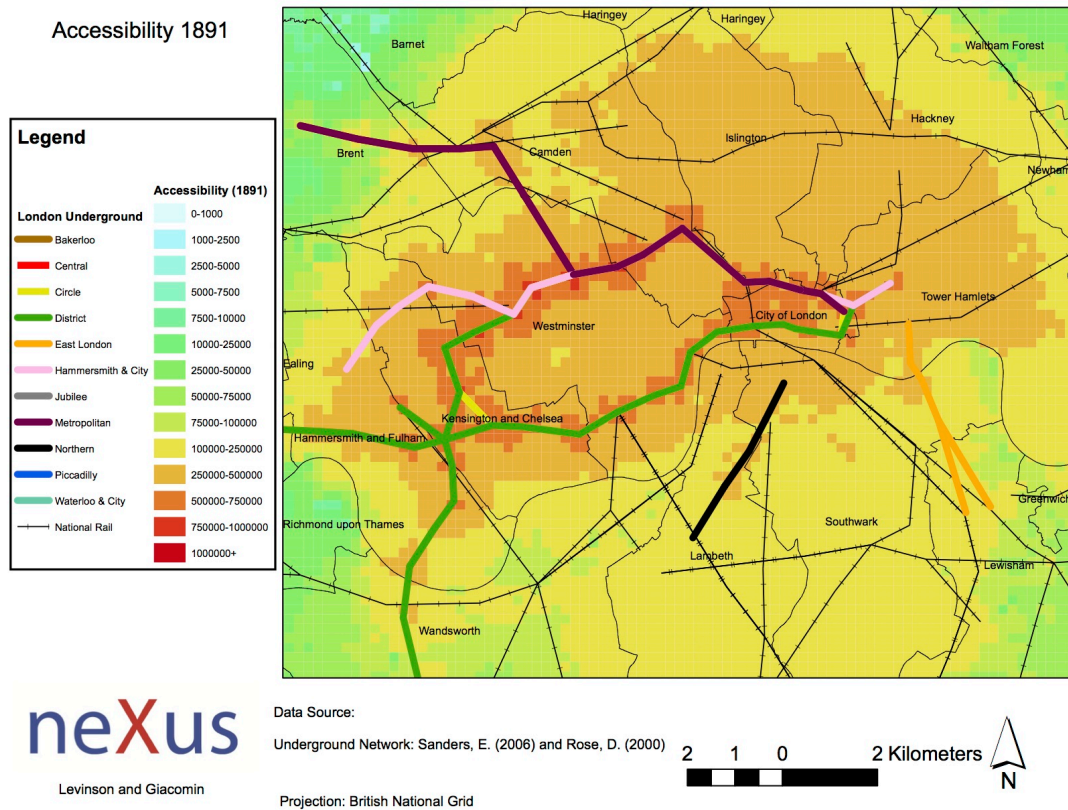 Accessibility 1891
Legend
Accessibility (1891)
London Underground
0-1000
1000-2500
Bakerloo
2500-5000
Central
5000-7500
Circle
7500-10000
District
10000-25000
East London
25000-50000
Hammersmith & City
50000-75000
Jubilee
75000-100000
Metropolitan
100000-250000
Northern
250000-500000
Piccadilly
500000-750000
Waterloo & City
750000-1000000
National Rail
1000000+
Haringey
Haringey
Barnet
Waltham Forest
Hackney
Islington
Brent
Camden
Newham
Tower Hamlets
City of London
Westminster
Ealing
Kensington and Chelsea
Hammersmith and Fulham
Greenwich
Richmond upon Thames
Southwark
Lambeth
Lewisham
Wandsworth
neXus
Levinson and Giacomin
Data Source:
Underground Network: Sanders, E. (2006) and Rose, D. (2000)
Projection: British National Grid
2 1 0 2 Kilometers
N